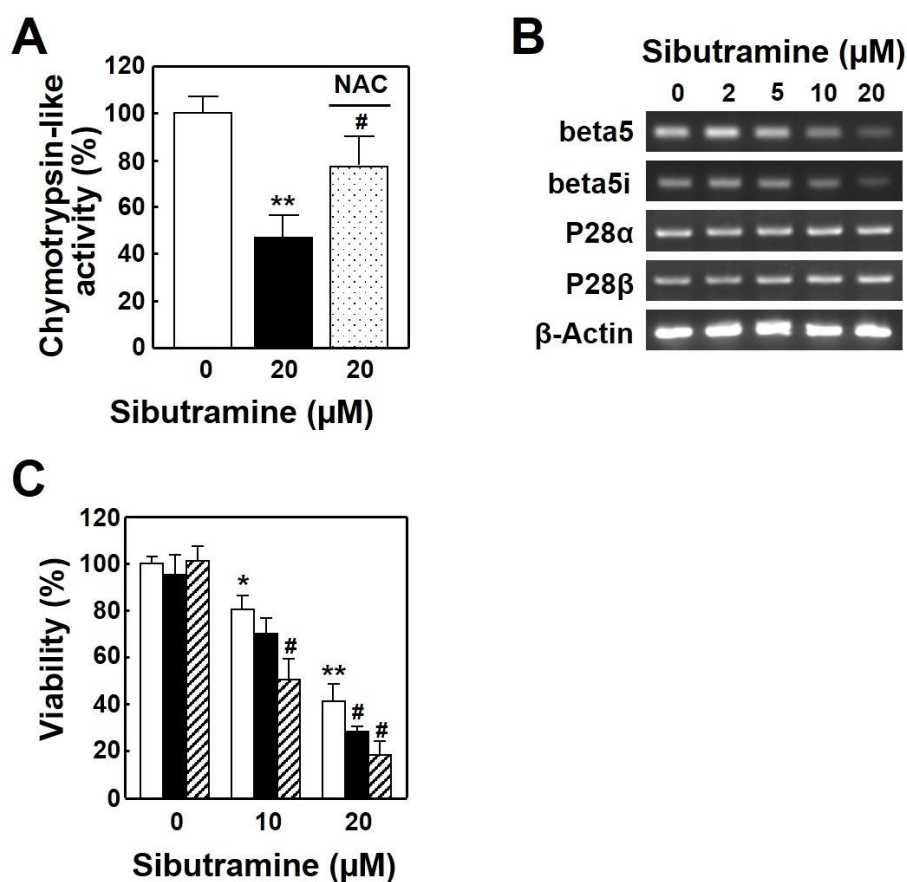 A
Chymotrypsin-like
activity (%)
120
100
80
60
40
20
0
**
NAC
#
0 20 20
Sibutramine (µM)
B
Sibutramine (µM)
0 2 5 10 20
beta5
beta5i
P28α
P28β
β-Actin
C
Viability (%)
120
100
80
60
40
20
0
*
#
**
#
#
0 10 20
Sibutramine (µM)